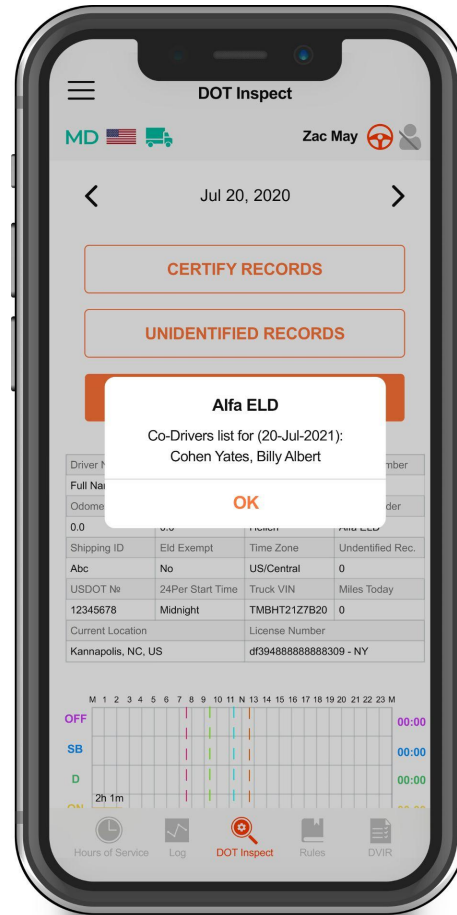 DOT Inspect
MD
Zac May
Jul 20, 2020
CERTIFY RECORDS
UNIDENTIFIED RECORDS
Alfa ELD
Co-Drivers list for (20-Jul-2021):
Cohen Yates, Billy Albert
OK
Driver
Full
0.0
Shipping ID Eld Exempt Time Zone Undentified Rec.
Abc No US/Central 0
USDOT № 24Per Start Time Truck VIN Miles Today
12345678 Midnight TMBHT21Z7B20 0
Current Location License Number
Kannapolis, NC, US df394888888888309 - NY
M 1 2 3 4 5 6 7 8 9 10 11 N 13 14 15 16 17 18 19 20 21 22 23 M
OFF 00:00
SB 00:00
D 00:00
2h 1m
ON
Hours of Service Log DOT Inspect Rules DVIR